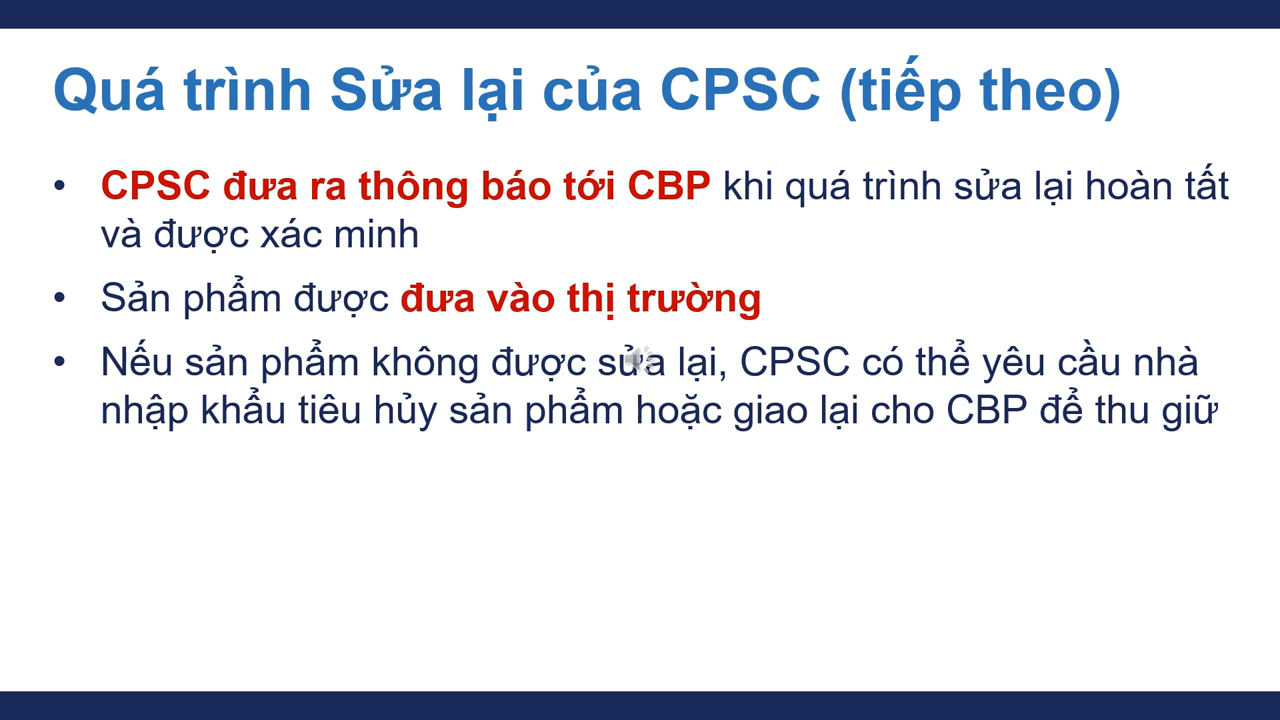 Quá trình Sửa lại của CPSC (tiếp theo)
• CPSC đưa ra thông báo tới CBP khi quá trình sửa lại hoàn tất
và được xác minh
• Sản phẩm được đưa vào thị trường
• Nếu sản phẩm không được sửa lại, CPSC có thể yêu cầu nhà
nhập khẩu tiêu hủy sản phẩm hoặc giao lại cho CBP để thu giữ